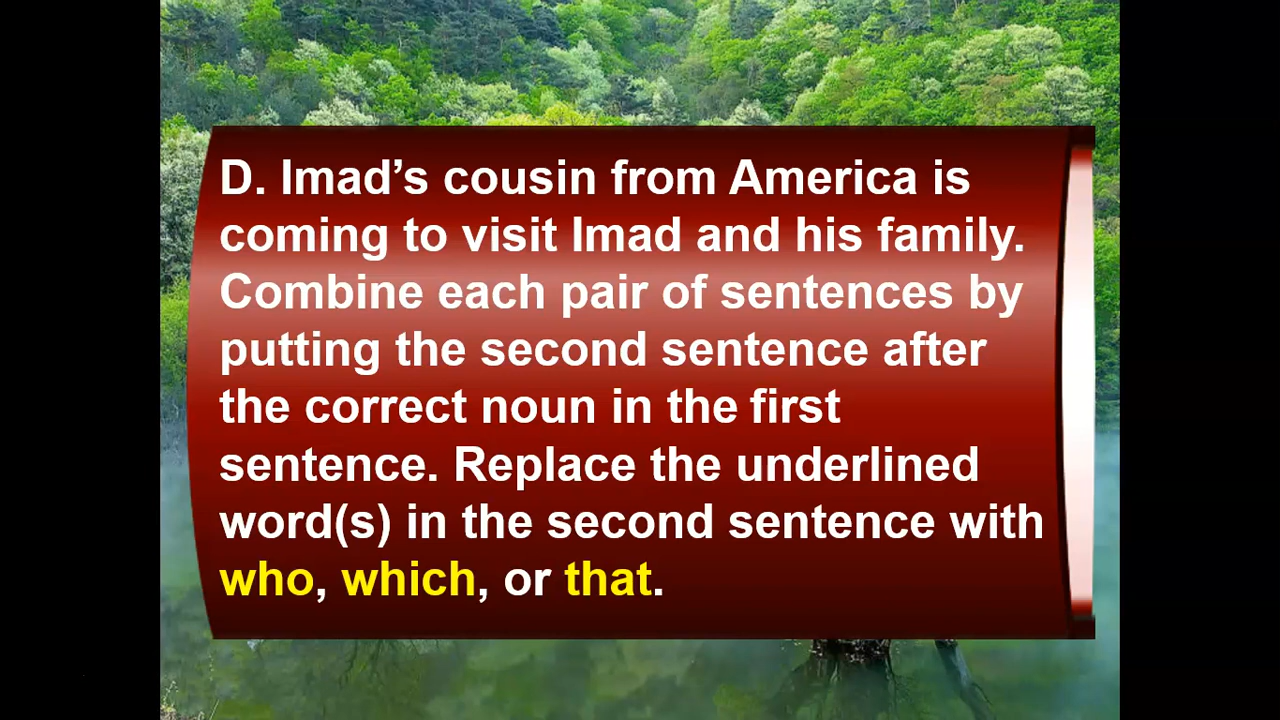 D. Imad’s cousin from America is
coming to visit Imad and his family.
Combine each pair of sentences by
putting the second sentence after
the correct noun in the first
sentence. Replace the underlined
word(s) in the second sentence with
who, which, or that.